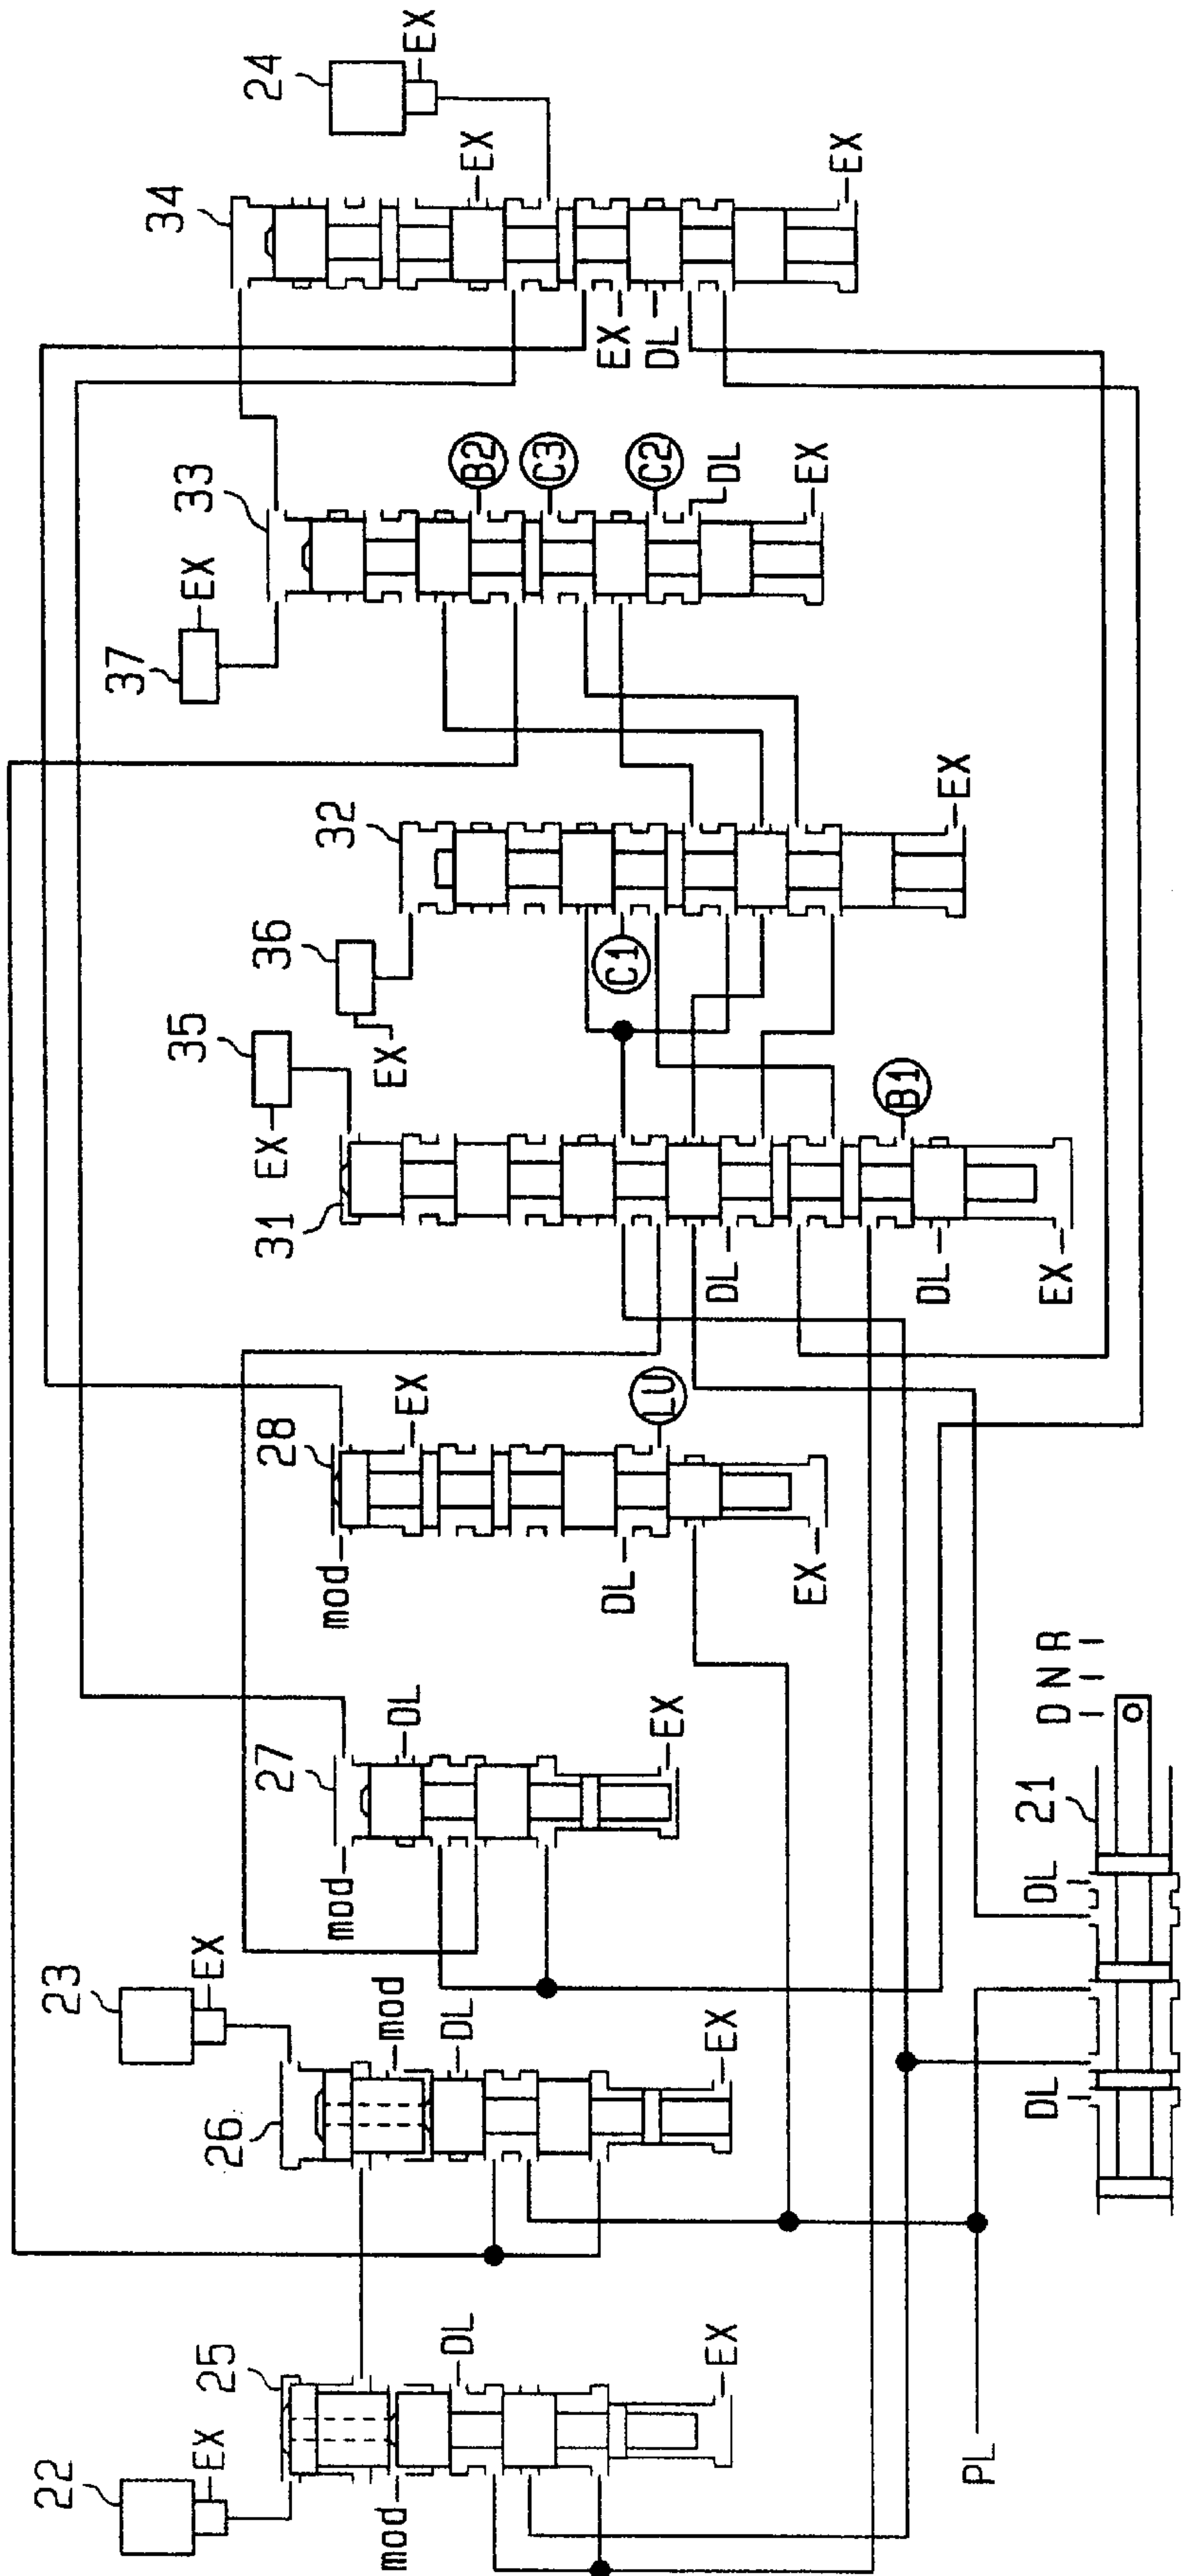 22
EX
25
mod
DL
EX
PL
23
EX
26
mod
DL
EX
27
mod
DL
EX
21
DL
DL
D N R
28
mod
EX
DL
LU
EX
35
EX
31
DL
DL
EX
B1
36
EX
32
C1
EX
37
EX
33
B2
C3
C2
DL
EX
34
EX
EX
DL
EX
24
EX